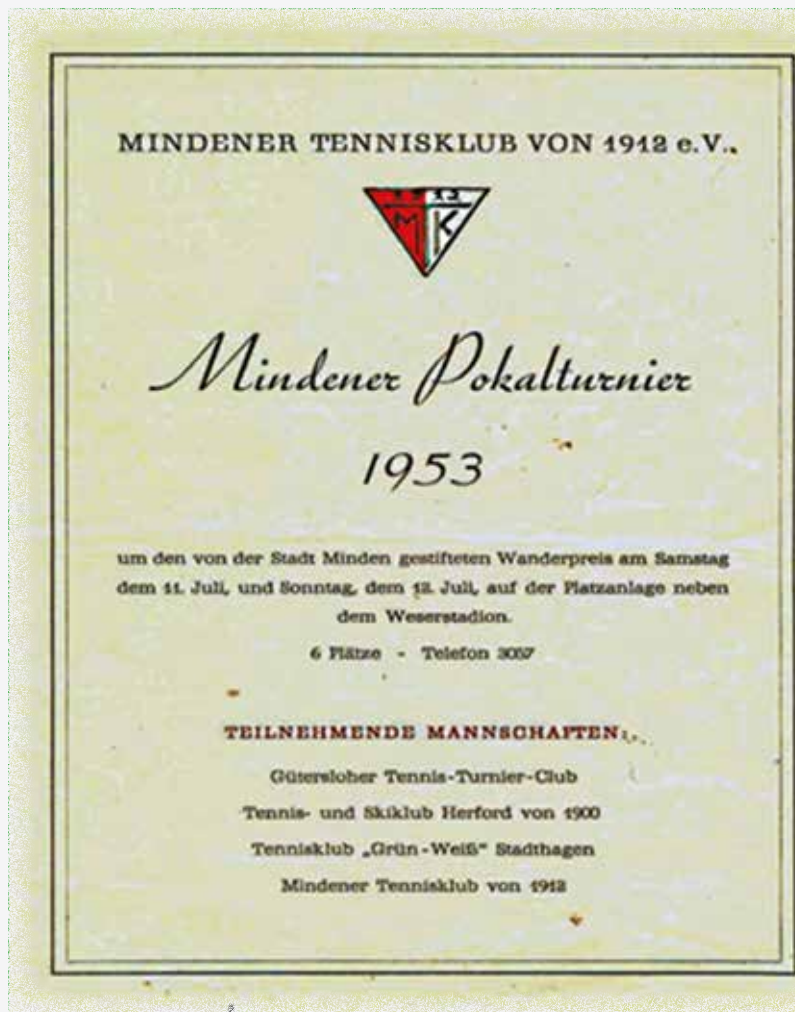 MINDENER TENNISKLUB VON 1912 e.V.
1912
M K
Mindener Pokalturnier
1953
um den von der Stadt Minden gestifteten Wanderpreis am Samstag
dem 11. Juli, und Sonntag, dem 12. Juli, auf der Platzanlage neben
dem Weserstadion.
6 Plätze - Telefon 3057
TEILNEHMENDE MANNSCHAFTEN:
Gütersloher Tennis-Turnier-Club
Tennis- und Skiklub Herford von 1900
Tennisklub „Grün-Weiß“ Stadthagen
Mindener Tennisklub von 1912